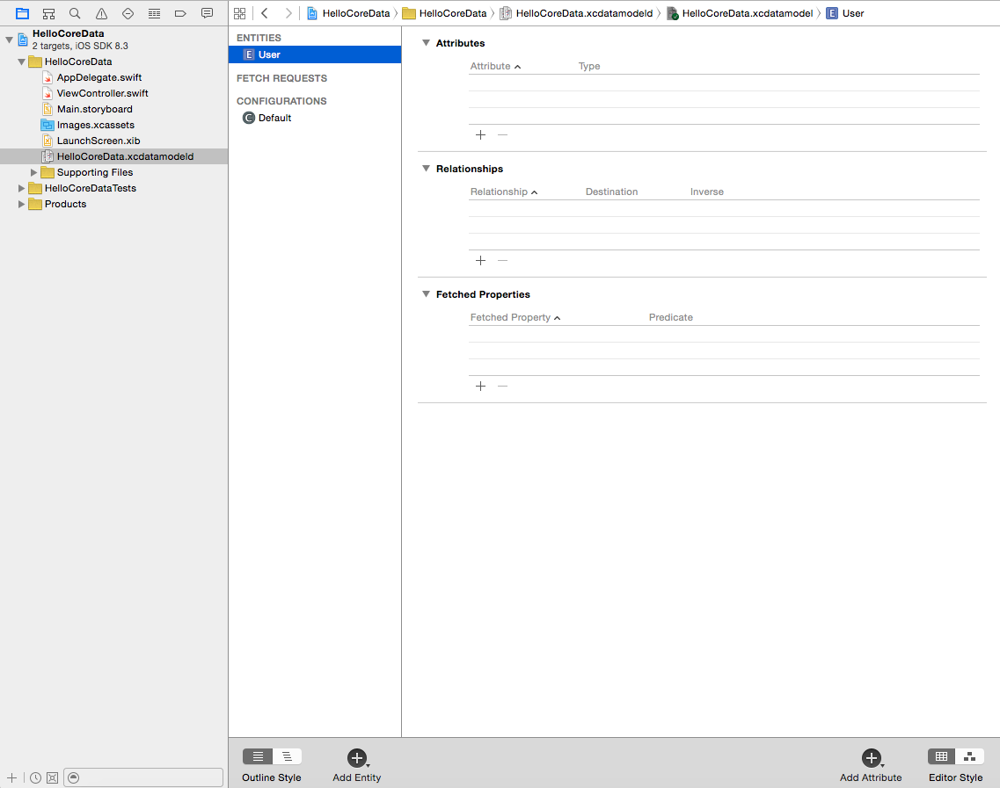 HelloCoreData
2 targets, iOS SDK 8.3
HelloCoreData
AppDelegate.swift
ViewController.swift
Main.storyboard
Images.xcassets
LaunchScreen.xib
HelloCoreData.xcdatamodeld
Supporting Files
HelloCoreDataTests
Products
HelloCoreData HelloCoreData HelloCoreData.xcdatamodeld HelloCoreData.xcdatamodel E User
ENTITIES
E User
FETCH REQUESTS
CONFIGURATIONS
C Default
Attributes
Attribute Type
Relationships
Relationship Destination Inverse
Fetched Properties
Fetched Property Predicate
Outline Style Add Entity Add Attribute Editor Style